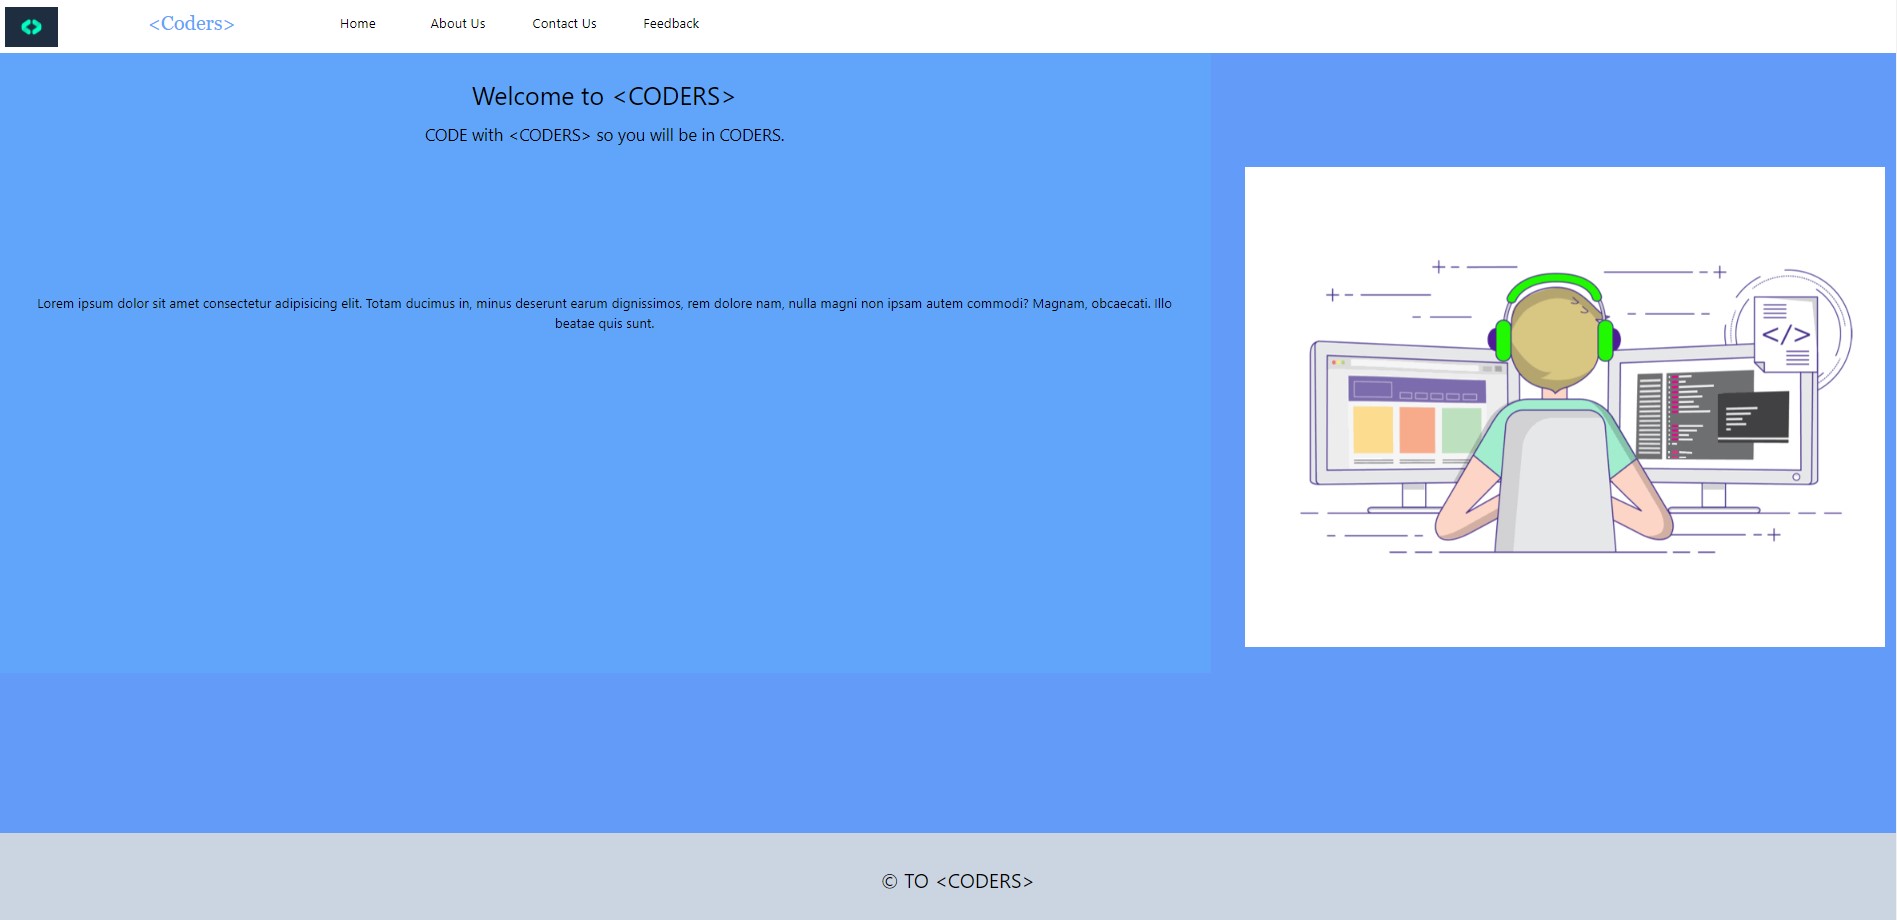 <Coders>
Home About Us Contact Us Feedback
Welcome to <CODERS>
CODE with <CODERS> so you will be in CODERS.
Lorem ipsum dolor sit amet consectetur adipisicing elit. Totam ducimus in, minus deserunt earum dignissimos, rem dolore nam, nulla magni non ipsam autem commodi? Magnam, obcaecati. Illo
beatae quis sunt.
</>
© TO <CODERS>